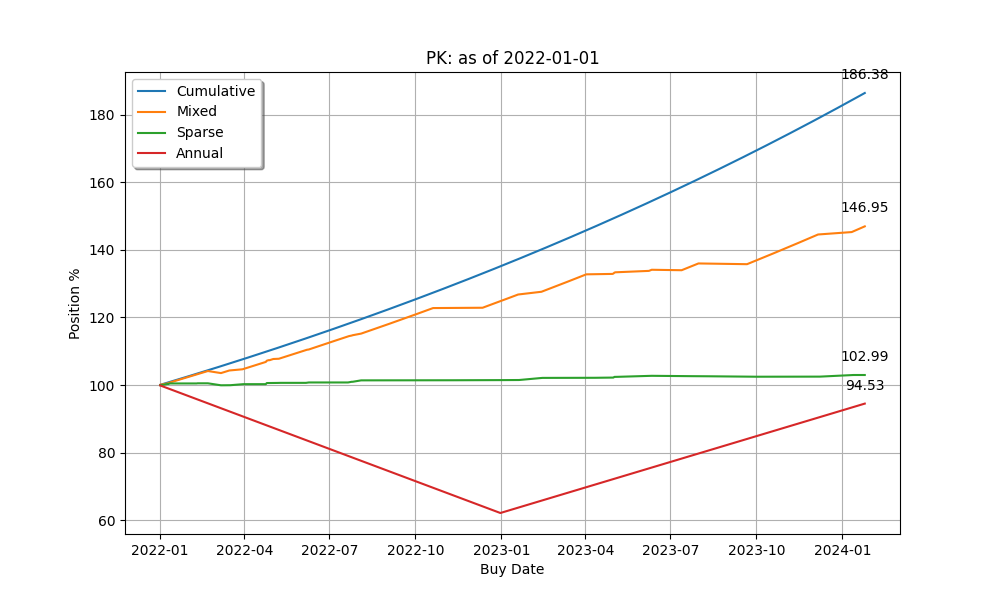 PK: as of 2022-01-01
186.38
Cumulative
Mixed
Sparse
Annual
146.95
102.99
94.53
Position %
180
160
140
120
100
80
60
2022-01 2022-04 2022-07 2022-10 2023-01 2023-04 2023-07 2023-10 2024-01
Buy Date